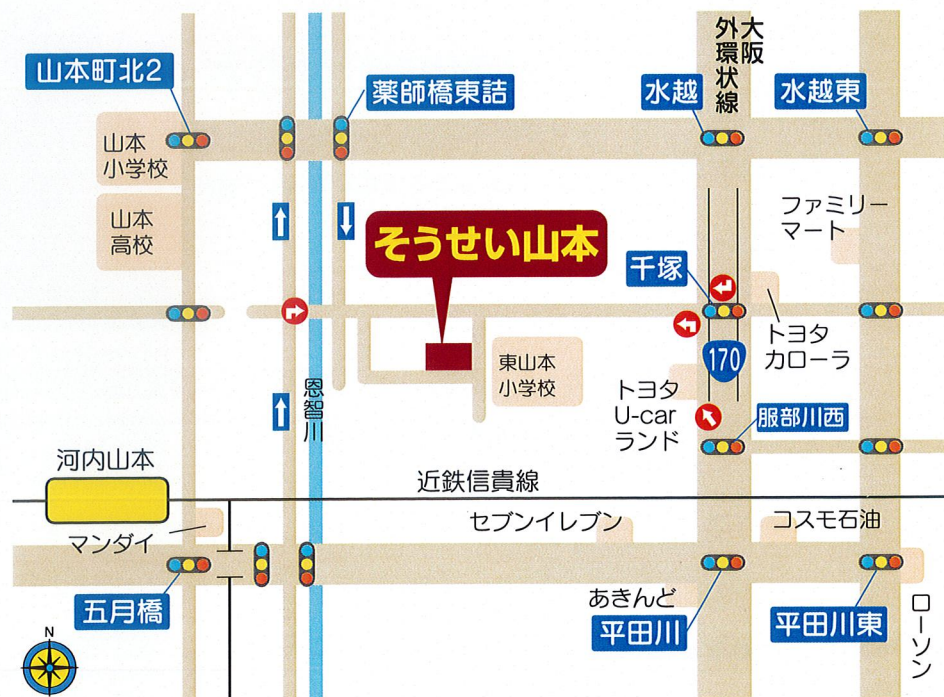 大阪
外環状線
山本町北2
薬師橋東詰
水越
水越東
山本
小学校
山本
高校
そうせい山本
ファミリー
マート
千塚
トヨタ
カローラ
170
東山本
小学校
トヨタ
U-car
ランド
恩智川
服部川西
河内山本
近鉄信貴線
マンダイ
セブンイレブン
コスモ石油
五月橋
あきんど
平田川
平田川東
ローソン
N